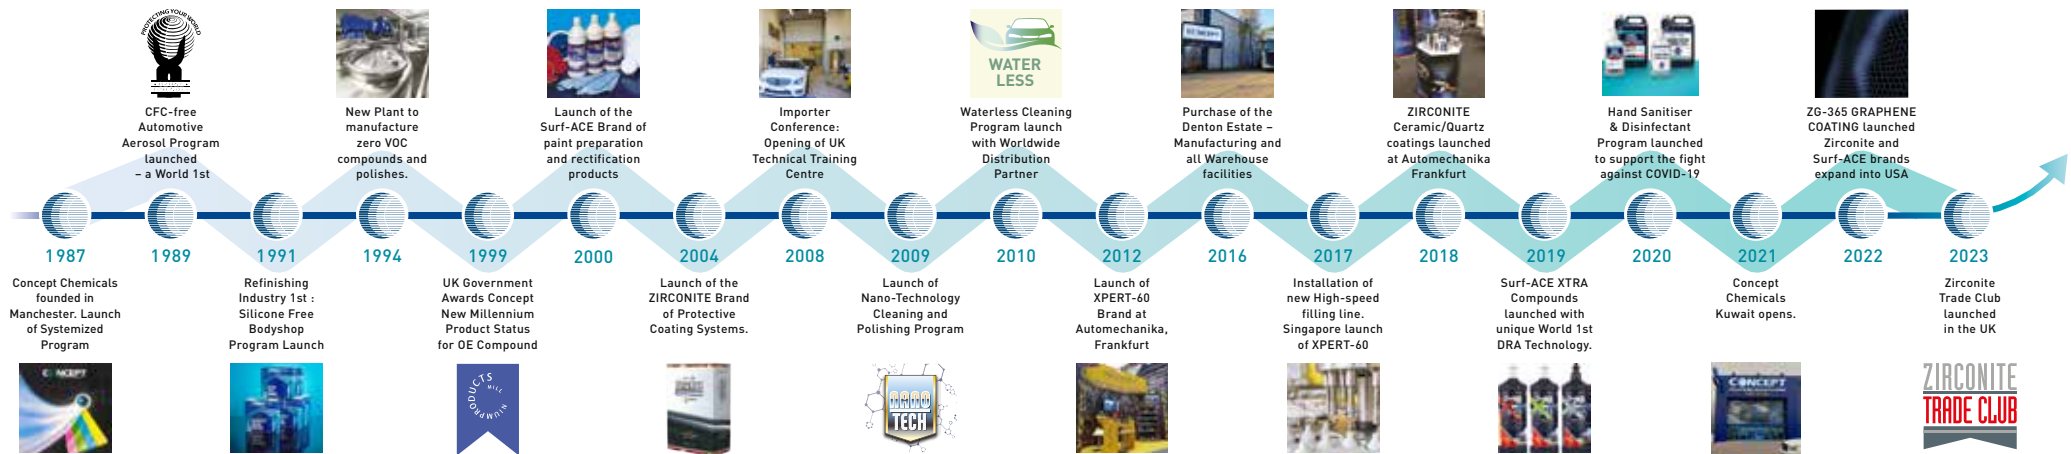 PROTECTING YOUR WORLD
CFC-free
Automotive
Aerosol Program
launched
– a World 1st
New Plant to
manufacture
zero VOC
compounds and
polishes.
Launch of the
Surf-ACE Brand of
paint preparation
and rectification
products
Importer
Conference:
Opening of UK
Technical Training
Centre
WATER
LESS
Waterless Cleaning
Program launch
with Worldwide
Distribution
Partner
Purchase of the
Denton Estate –
Manufacturing and
all Warehouse
facilities
ZIRCONITE
Ceramic/Quartz
coatings launched
at Automechanika
Frankfurt
Hand Sanitiser
& Disinfectant
Program launched
to support the fight
against COVID-19
ZG-365 GRAPHENE
COATING launched
Zirconite and
Surf-ACE brands
expand into USA
1987
1989
1991
1994
1999
2000
2004
2008
2009
2010
2012
2016
2017
2018
2019
2020
2021
2022
2023
Concept Chemicals
founded in
Manchester. Launch
of Systemized
Program
CONCEPT
Refinishing
Industry 1st :
Silicone Free
Bodyshop
Program Launch
UK Government
Awards Concept
New Millennium
Product Status
for OE Compound
PRODUCTS
MILL
NIUM
Launch of the
ZIRCONITE Brand
of Protective
Coating Systems.
Launch of
Nano-Technology
Cleaning and
Polishing Program
NANO
TECH
Launch of
XPERT-60
Brand at
Automechanika,
Frankfurt
Installation of
new High-speed
filling line.
Singapore launch
of XPERT-60
Surf-ACE XTRA
Compounds
launched with
unique World 1st
DRA Technology.
Concept
Chemicals
Kuwait opens.
CONCEPT
Zirconite
Trade Club
launched
in the UK
ZIRCONITE
TRADE CLUB